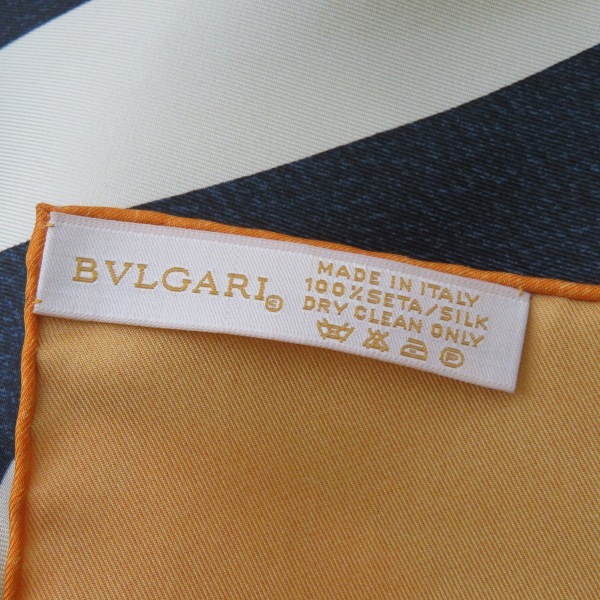 BVLGARI®
MADE IN ITALY
100%SETA/SILK
DRY CLEAN ONLY
P